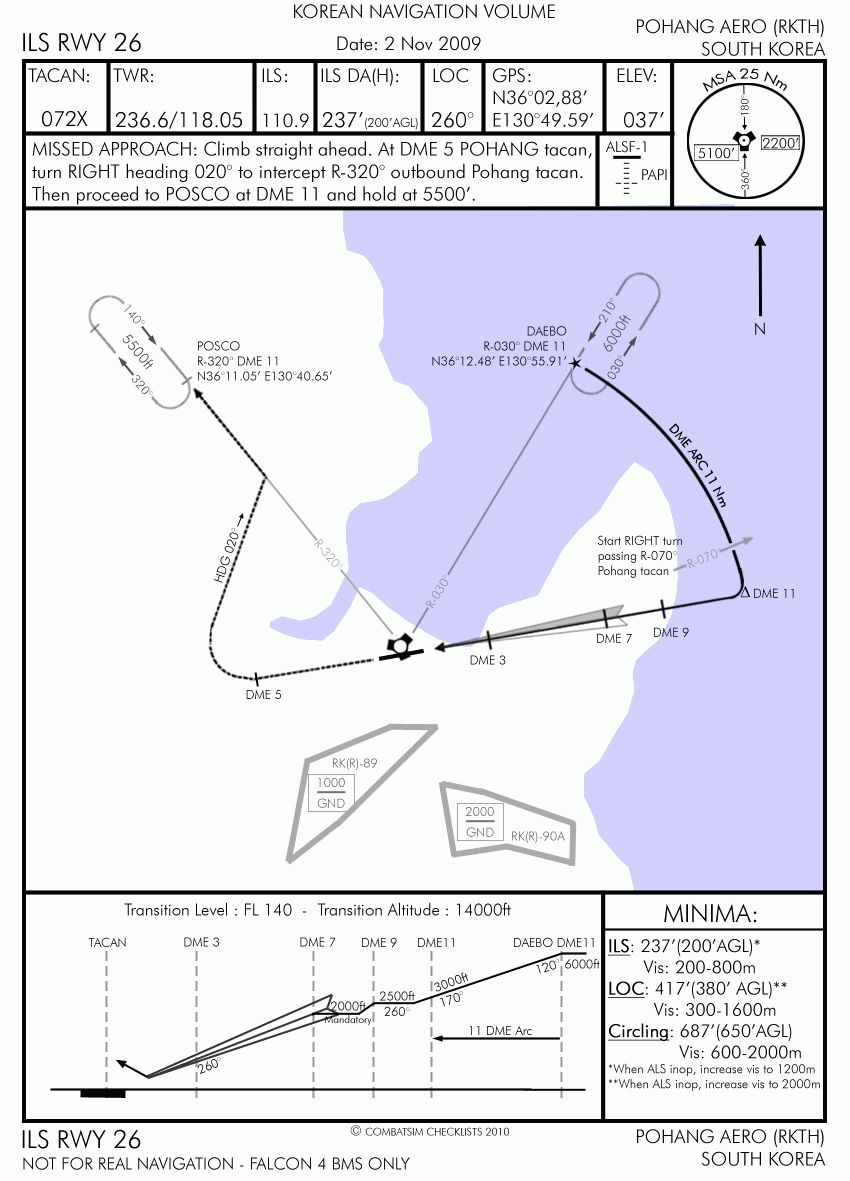 KOREAN NAVIGATION VOLUME
ILS RWY 26
Date: 2 Nov 2009
POHANG AERO (RKTH)
SOUTH KOREA
TACAN:
072X
TWR:
236.6/118.05
ILS:
110.9
ILS DA(H):
237’(200’AGL)
LOC
260°
GPS:
N36°02,88’
E130°49.59’
ELEV:
037’
MSA 25 Nm
180°
5100’
2200’
360°
MISSED APPROACH: Climb straight ahead. At DME 5 POHANG tacan,
turn RIGHT heading 020° to intercept R-320° outbound Pohang tacan.
Then proceed to POSCO at DME 11 and hold at 5500’.
ALSF-1
PAPI
N
140°
5500ft
320°
POSCO
R-320° DME 11
N36°11.05’ E130°40.65’
DAEBO
R-030° DME 11
N36°12.48’ E130°55.91’
210°
6000ft
030°
DME ARC 11 Nm
Start RIGHT turn
passing R-070°
Pohang tacan
R-070°
HDG 020°
R-320°
R-030°
DME 11
DME 9
DME 7
DME 3
DME 5
RK(R)-89
1000
GND
2000
GND
RK(R)-90A
Transition Level : FL 140 - Transition Altitude : 14000ft
TACAN
DME 3
DME 7
DME 9
DME11
DAEBO DME11
120°
6000ft
3000ft
170°
2500ft
260°
2000ft
Mandatory
11 DME Arc
260°
MINIMA:
ILS: 237’(200’AGL)*
Vis: 200-800m
LOC: 417’(380’ AGL)**
Vis: 300-1600m
Circling: 687’(650’AGL)
Vis: 600-2000m
*When ALS inop, increase vis to 1200m
**When ALS inop, increase vis to 2000m
ILS RWY 26
© COMBATSIM CHECKLISTS 2010
POHANG AERO (RKTH)
NOT FOR REAL NAVIGATION - FALCON 4 BMS ONLY
SOUTH KOREA